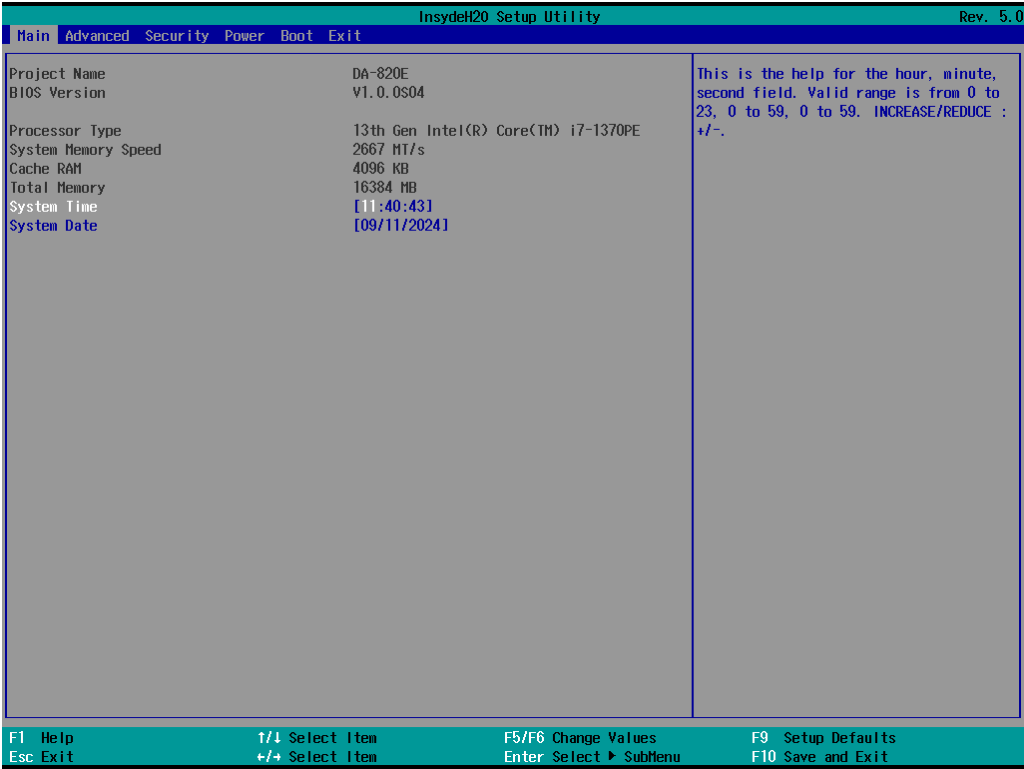 InsydeH20 Setup Utility Rev. 5.0
Main Advanced Security Power Boot Exit
Project Name DA-820E
BIOS Version V1.0.0S04
Processor Type 13th Gen Intel(R) Core(TM) i7-1370PE
System Memory Speed 2667 MT/s
Cache RAM 4096 KB
Total Memory 16384 MB
System Time [11:40:43]
System Date [09/11/2024]
This is the help for the hour, minute,
second field. Valid range is from 0 to
23, 0 to 59, 0 to 59. INCREASE/REDUCE :
+/-.
F1 Help ↑/↓ Select Item F5/F6 Change Values F9 Setup Defaults
Esc Exit ←/→ Select Item Enter Select ▶ SubMenu F10 Save and Exit